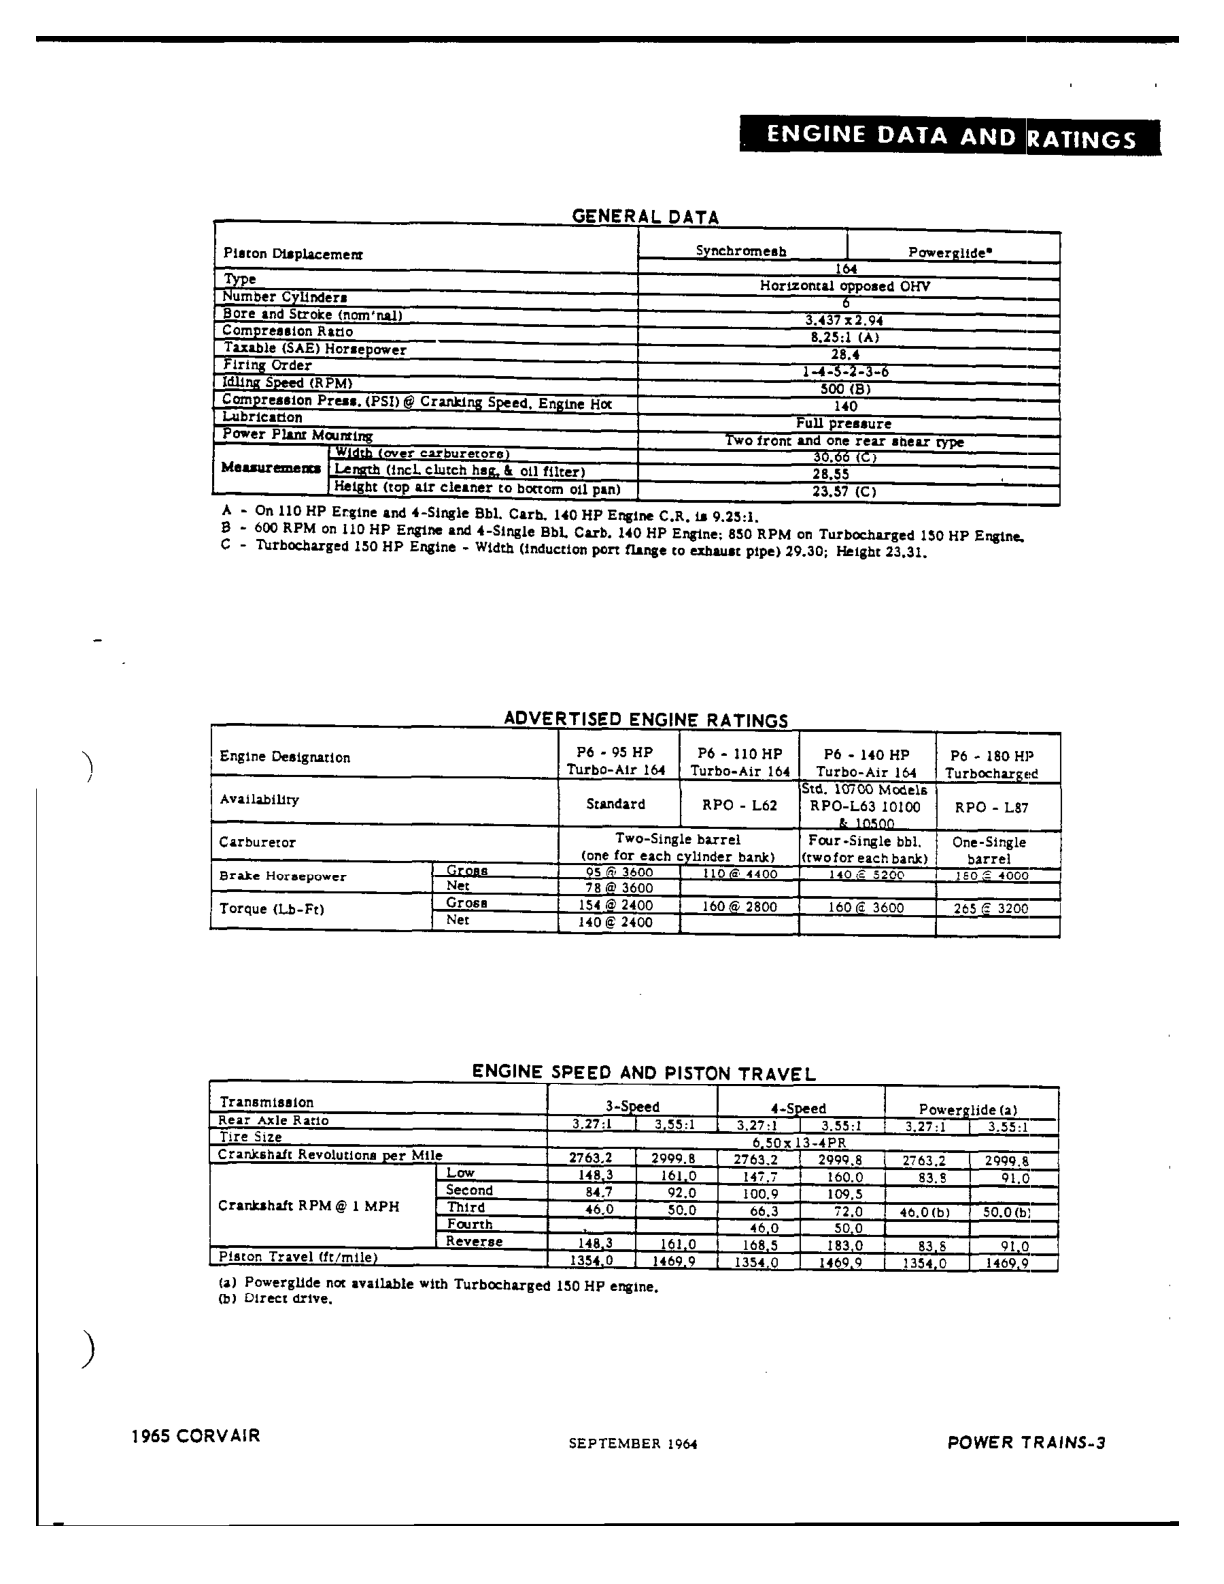 ENGINE DATA AND RATINGS
GENERAL DATA
Piston Displacement Synchromesh Powerglide*
164
Type Horizontal opposed OHV
Number Cylinders 6
Bore and Stroke (nom'nal) 3.437 x 2.94
Compression Ratio 8.25:1 (A)
Taxable (SAE) Horsepower 28.4
Firing Order 1-4-5-2-3-6
Idling Speed (RPM) 500 (B)
Compression Press. (PSI) @ Cranking Speed, Engine Hot 140
Lubrication Full pressure
Power Plant Mounting Two front and one rear shear type
Measurements Width (over carburetors) 30.66 (C)
Length (incl. clutch hsg. & oil filter) 28.55
Height (top air cleaner to bottom oil pan) 23.57 (C)
A - On 110 HP Engine and 4-Single Bbl. Carb. 140 HP Engine C.R. is 9.25:1.
B - 600 RPM on 110 HP Engine and 4-Single Bbl. Carb. 140 HP Engine; 850 RPM on Turbocharged 150 HP Engine.
C - Turbocharged 150 HP Engine - Width (induction port flange to exhaust pipe) 29.30; Height 23.31.
ADVERTISED ENGINE RATINGS
Engine Designation P6 - 95 HP Turbo-Air 164 P6 - 110 HP Turbo-Air 164 P6 - 140 HP Turbo-Air 164 P6 - 180 HP Turbocharged
Availability Standard RPO - L62 Std. 10700 Models RPO-L63 10100 & 10500 RPO - L87
Carburetor Two-Single barrel (one for each cylinder bank) Four-Single bbl. (two for each bank) One-Single barrel
Brake Horsepower Gross 95 @ 3600 110 @ 4400 140 @ 5200 180 @ 4000
Net 78 @ 3600
Torque (Lb-Ft) Gross 154 @ 2400 160 @ 2800 160 @ 3600 265 @ 3200
Net 140 @ 2400
ENGINE SPEED AND PISTON TRAVEL
Transmission 3-Speed 4-Speed Powerglide (a)
Rear Axle Ratio 3.27:1 3.55:1 3.27:1 3.55:1 3.27:1 3.55:1
Tire Size 6.50 x 13-4PR
Crankshaft Revolutions per Mile 2763.2 2999.8 2763.2 2999.8 2763.2 2999.8
Crankshaft RPM @ 1 MPH Low 148.3 161.0 147.7 160.0 83.8 91.0
Second 84.7 92.0 100.9 109.5
Third 46.0 50.0 66.3 72.0 46.0 (b) 50.0 (b)
Fourth 46.0 50.0
Reverse 148.3 161.0 168.5 183.0 83.8 91.0
Piston Travel (ft/mile) 1354.0 1469.9 1354.0 1469.9 1354.0 1469.9
(a) Powerglide not available with Turbocharged 150 HP engine.
(b) Direct drive.
1965 CORVAIR SEPTEMBER 1964 POWER TRAINS-3